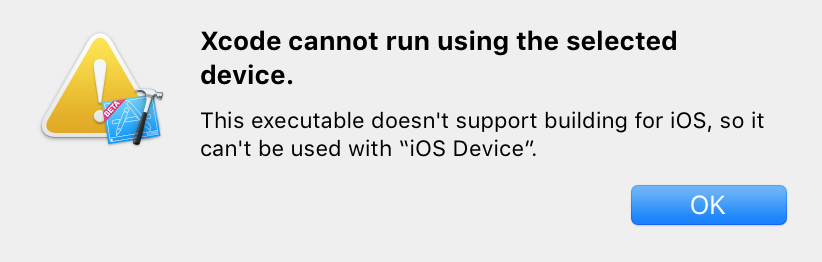 Xcode cannot run using the selected
device.
BETA
This executable doesn't support building for iOS, so it
can't be used with “iOS Device”.
OK